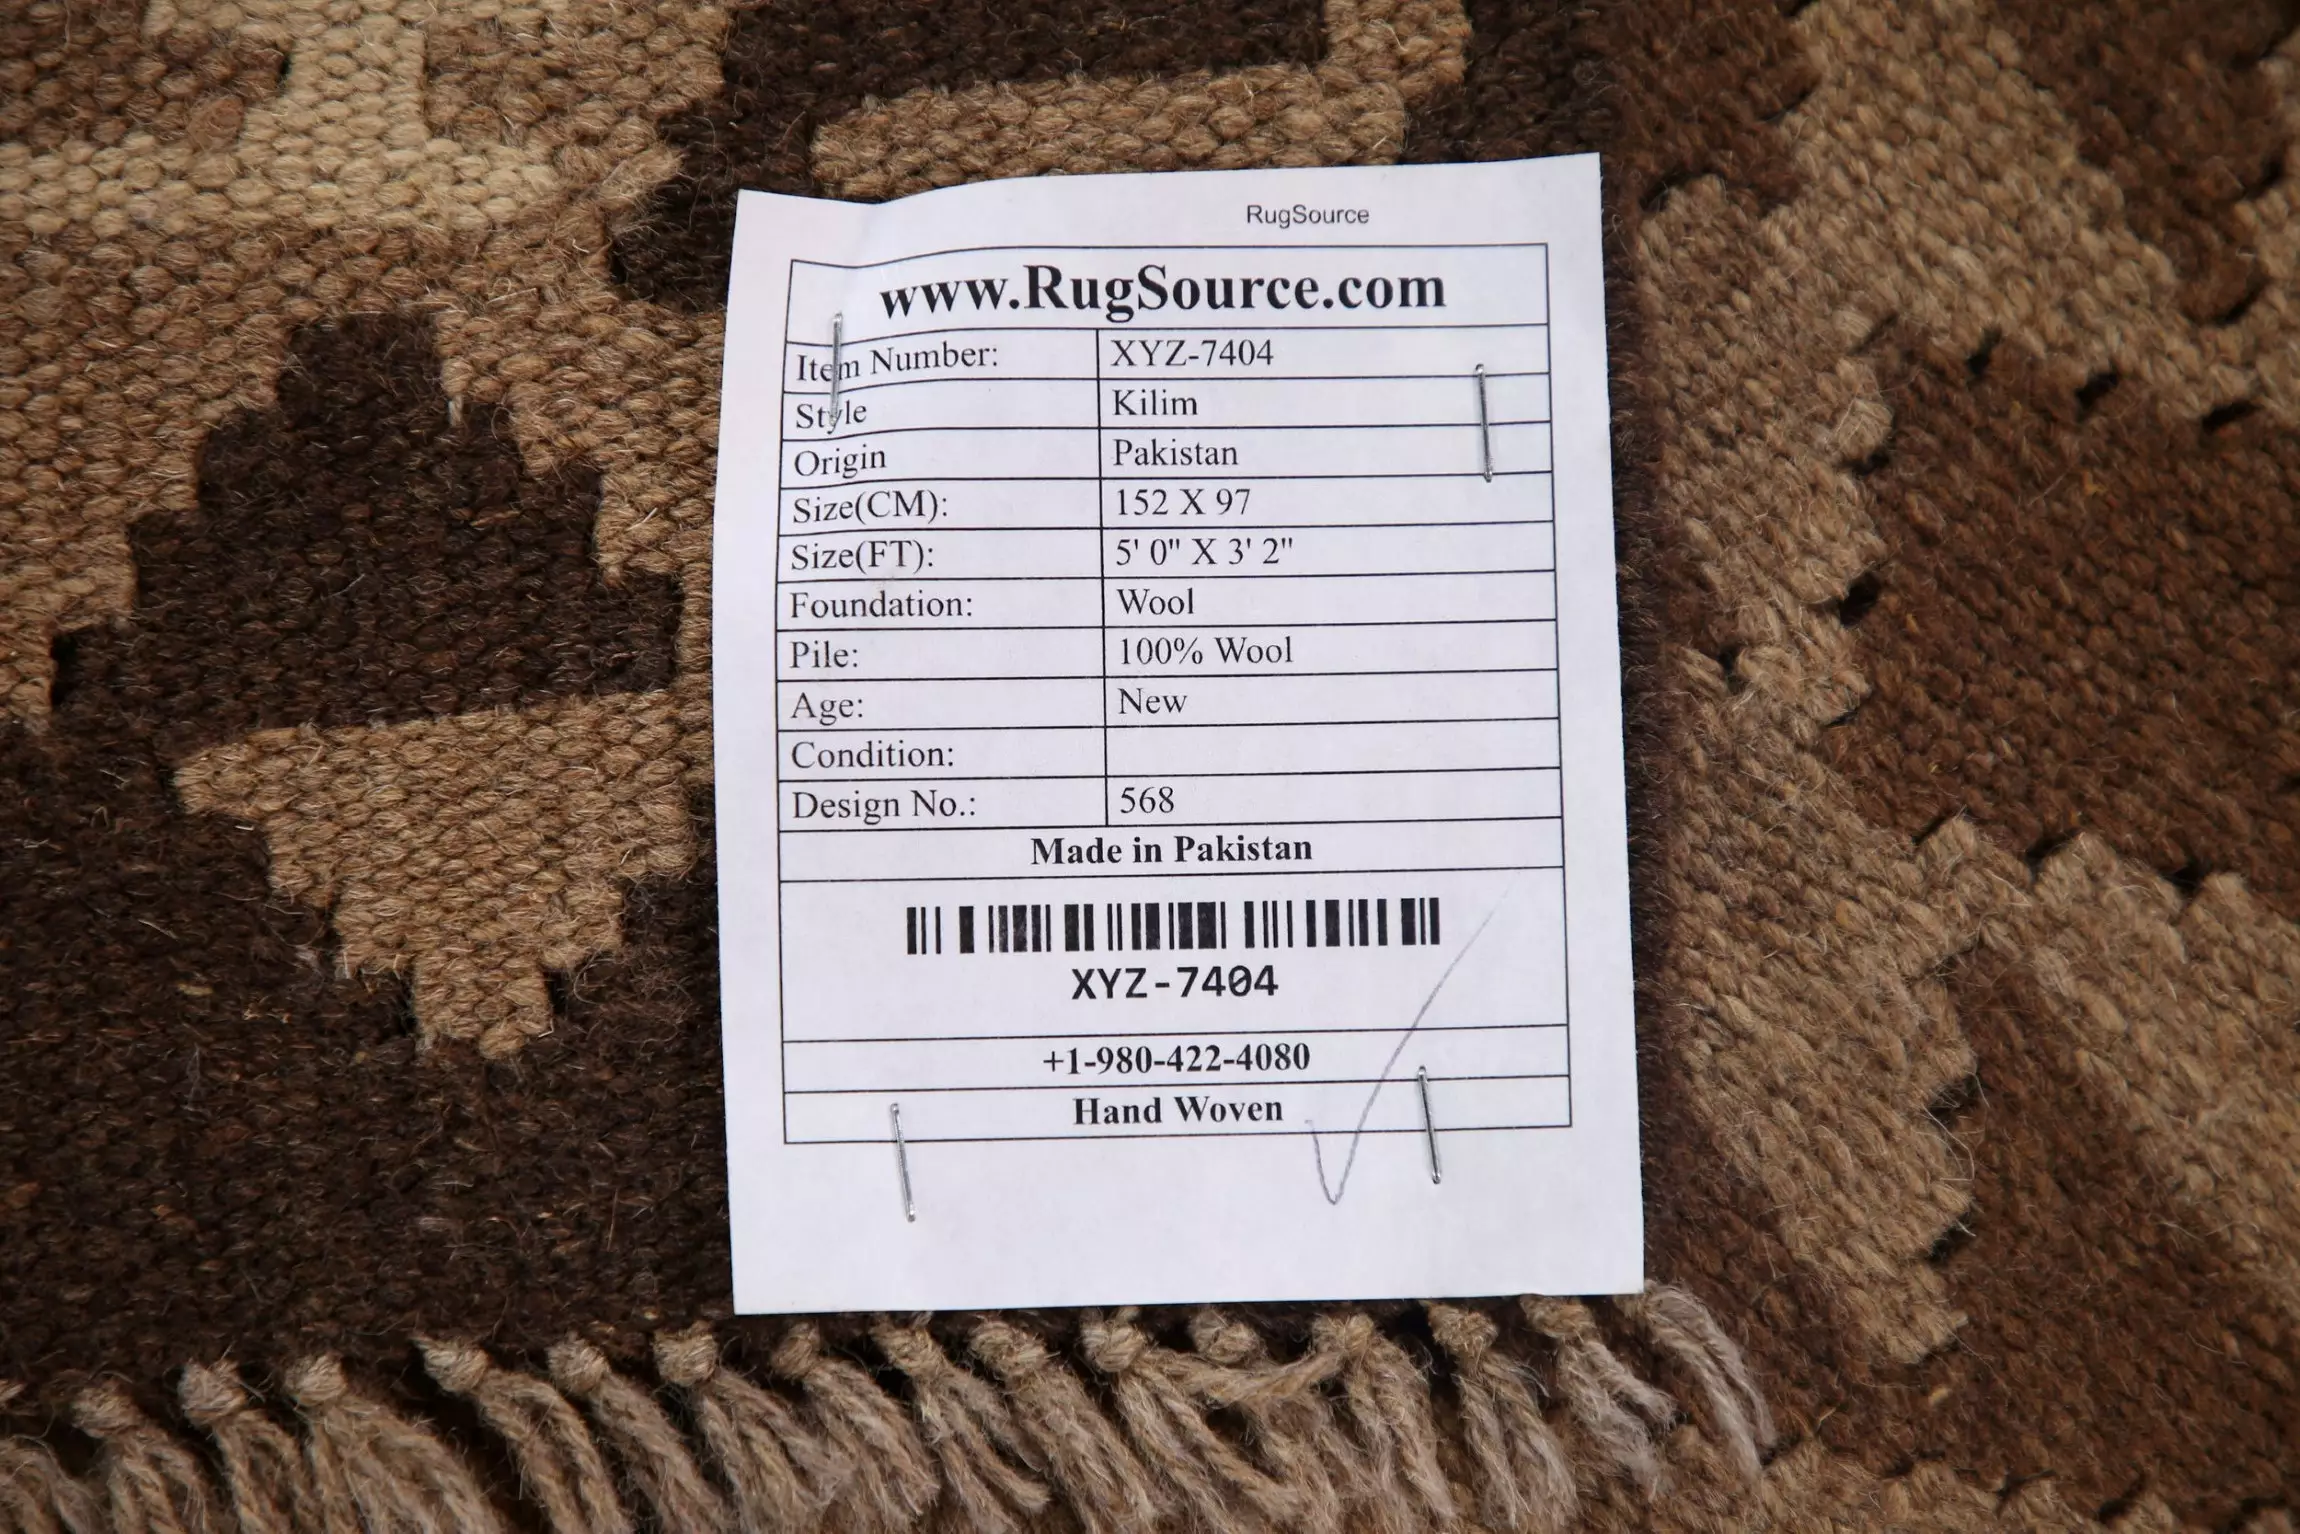 RugSource
www.RugSource.com
Item Number: XYZ-7404
Style Kilim
Origin Pakistan
Size(CM): 152 X 97
Size(FT): 5' 0" X 3' 2"
Foundation: Wool
Pile: 100% Wool
Age: New
Condition:
Design No.: 568
Made in Pakistan
XYZ-7404
+1-980-422-4080
Hand Woven